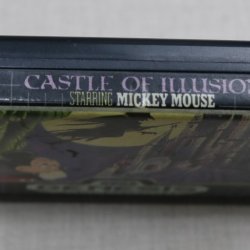 CASTLE OF ILLUSION
STARRING MICKEY MOUSE